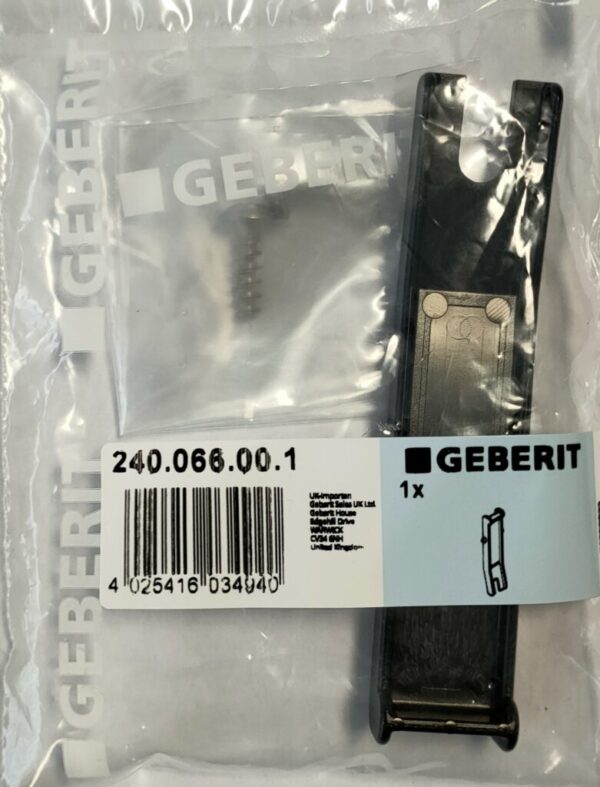 GEBERIT
GEBERIT
GEBERIT
GEBERIT
240.066.00.1
GEBERIT
1x
UK-Importer:
Geberit Sales UK Ltd.
Geberit House
Edgehill Drive
WARWICK
CV34 6NH
United Kingdom
4 025416 034940